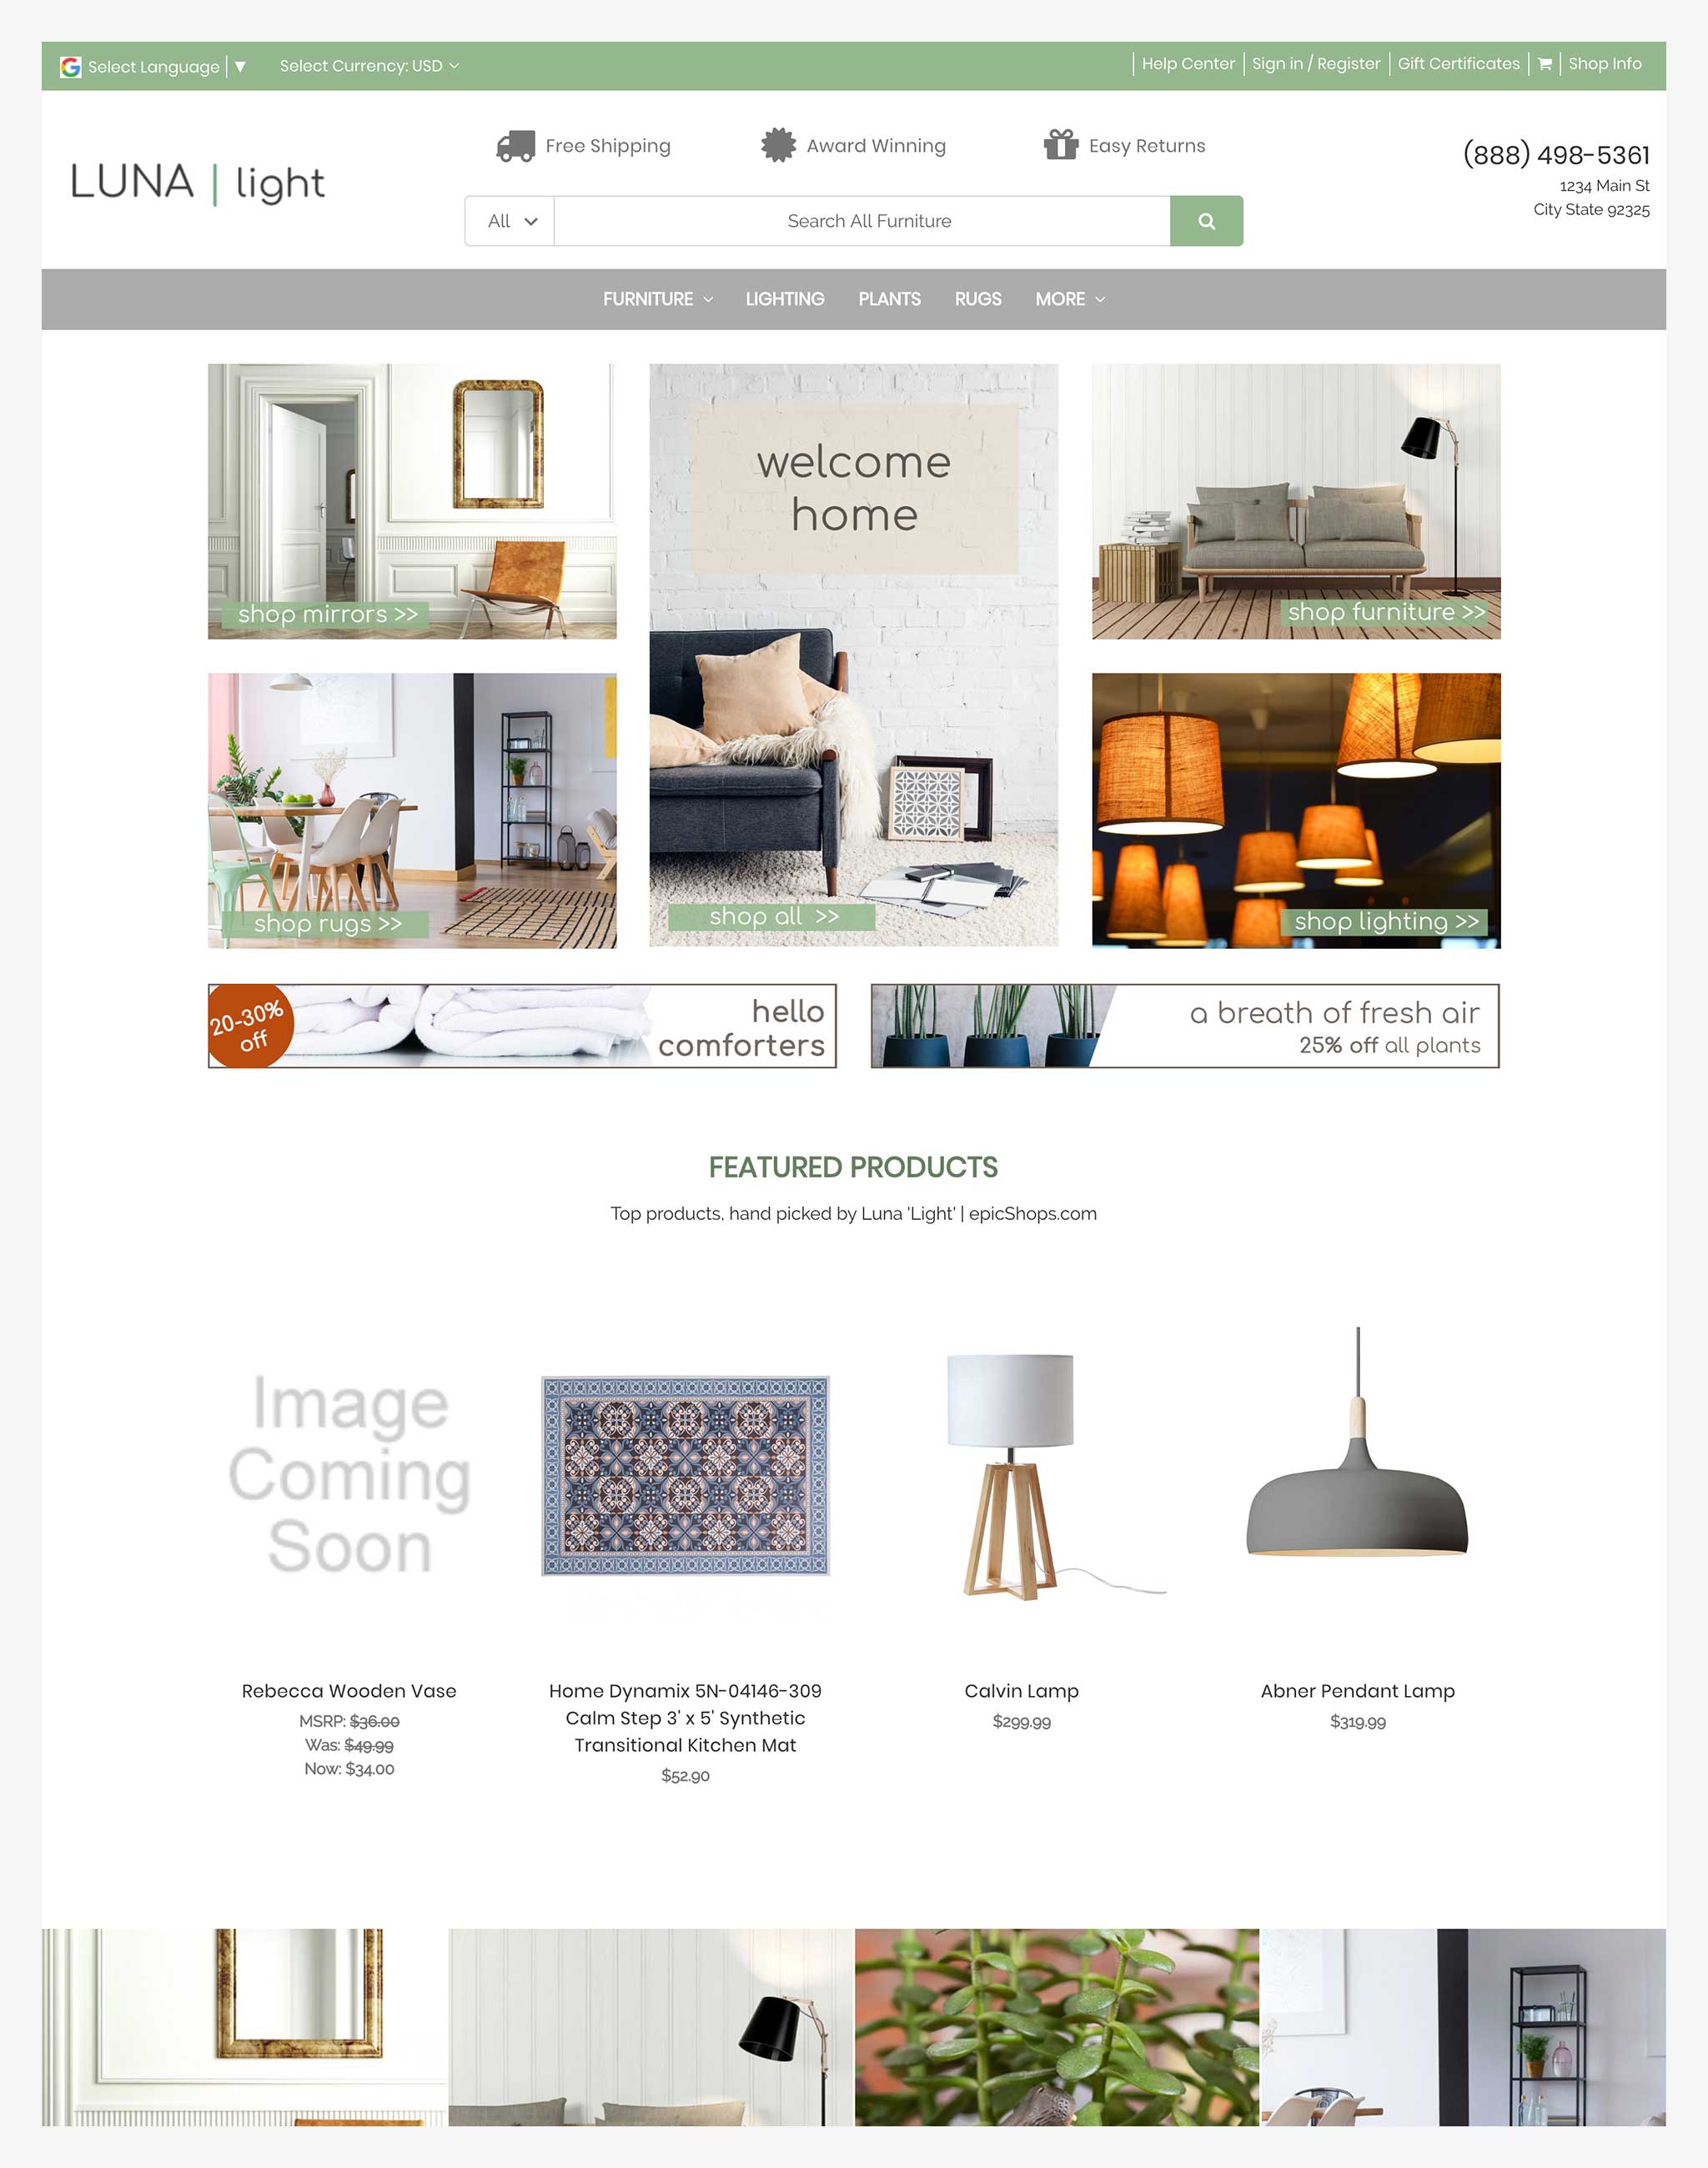 Select Language ▼
Select Currency: USD
Help Center
Sign in / Register
Gift Certificates
Shop Info
LUNA | light
Free Shipping
Award Winning
Easy Returns
All
Search All Furniture
(888) 498-5361
1234 Main St
City State 92325
FURNITURE
LIGHTING
PLANTS
RUGS
MORE
shop mirrors >>
welcome
home
shop furniture >>
shop rugs >>
shop all >>
shop lighting >>
20-30%
off
hello
comforters
a breath of fresh air
25% off all plants
FEATURED PRODUCTS
Top products, hand picked by Luna 'Light' | epicShops.com
Image
Coming
Soon
Rebecca Wooden Vase
MSRP: $36.00
Was: $49.99
Now: $34.00
Home Dynamix 5N-04146-309
Calm Step 3' x 5' Synthetic
Transitional Kitchen Mat
$52.90
Calvin Lamp
$299.99
Abner Pendant Lamp
$319.99